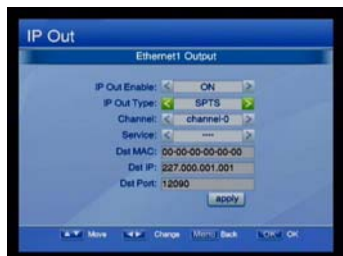 IP Out
Ethernet1 Output
IP Out Enable: < ON >
IP Out Type: < SPTS >
Channel: < channel-0 >
Service: < ---- >
Dst MAC: 00-00-00-00-00-00
Dst IP: 227.000.001.001
Dst Port: 12090
apply
Move Change Menu Back OK OK